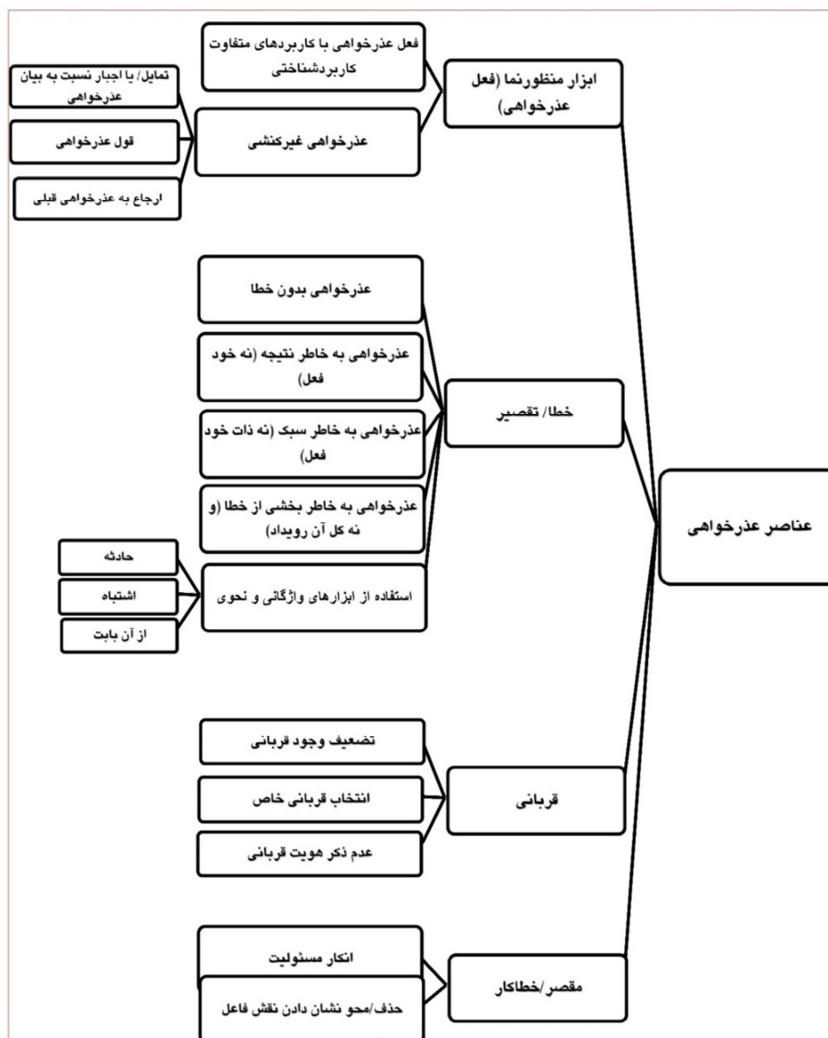 عناصر عذرخواهی
ابزار منظورنما (فعل
عذرخواهی)
فعل عذرخواهی با کاربردهای متفاوت
کاربردشناختی
عذرخواهی غیرکنشی
تمایل/ یا اجبار نسبت به بیان
عذرخواهی
قول عذرخواهی
ارجاع به عذرخواهی قبلی
خطا/ تقصیر
عذرخواهی بدون خطا
عذرخواهی به خاطر نتیجه (نه خود
فعل)
عذرخواهی به خاطر سبک (نه ذات خود
فعل)
عذرخواهی به خاطر بخشی از خطا (و
نه کل آن رویداد)
استفاده از ابزارهای واژگانی و نحوی
حادثه
اشتباه
از آن بابت
قربانی
تضعیف وجود قربانی
انتخاب قربانی خاص
عدم ذکر هویت قربانی
مقصر/خطاکار
انکار مسئولیت
حذف/محو نشان دادن نقش فاعل